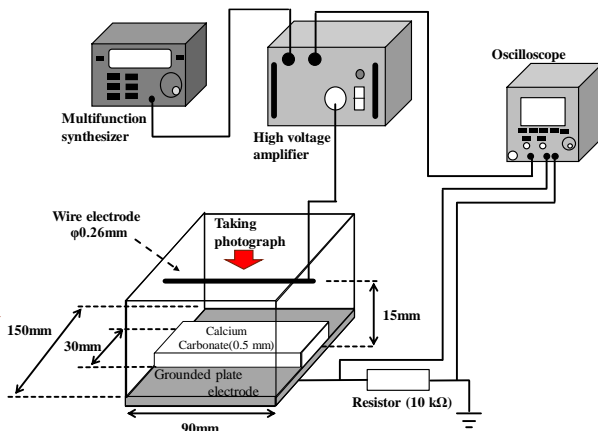 Oscilloscope
Multifunction
synthesizer
High voltage
amplifier
Wire electrode
φ0.26mm
Taking
photograph
150mm
30mm
15mm
Calcium
Carbonate(0.5 mm)
Grounded plate
electrode
Resistor (10 kΩ)
90mm